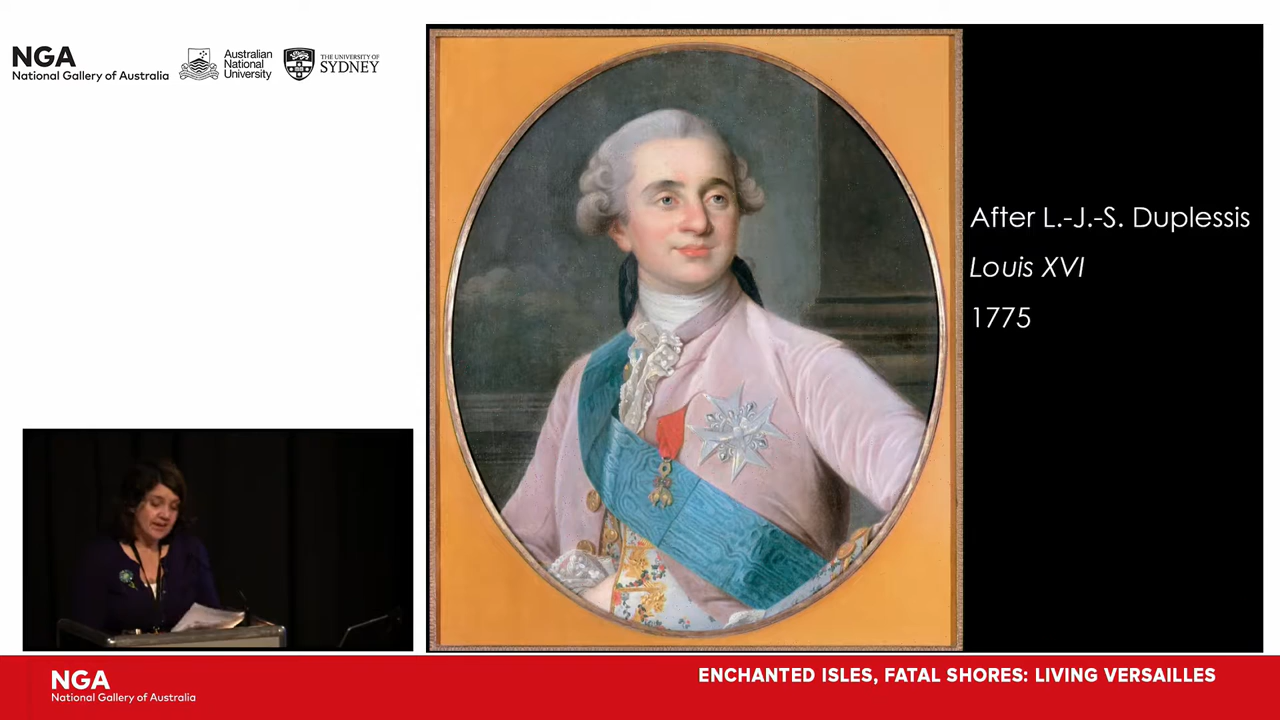 NGA
National Gallery of Australia
Australian
National
University
THE UNIVERSITY OF
SYDNEY
After L.-J.-S. Duplessis
Louis XVI
1775
NGA
National Gallery of Australia
ENCHANTED ISLES, FATAL SHORES: LIVING VERSAILLES